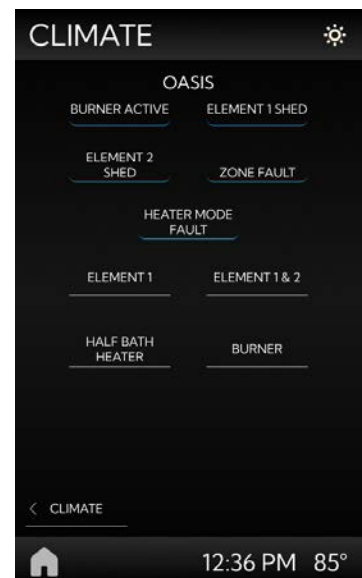 CLIMATE
OASIS
BURNER ACTIVE
ELEMENT 1 SHED
ELEMENT 2
SHED
ZONE FAULT
HEATER MODE
FAULT
ELEMENT 1
ELEMENT 1 & 2
HALF BATH
HEATER
BURNER
< CLIMATE
12:36 PM 85°